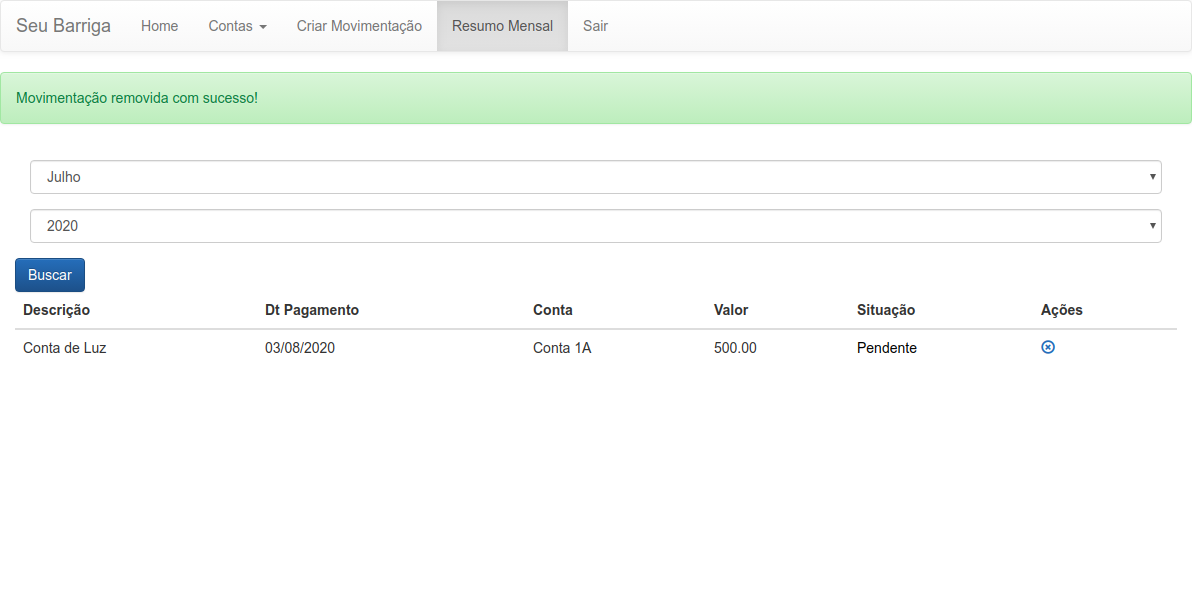 Seu Barriga Home Contas Criar Movimentação Resumo Mensal Sair
Movimentação removida com sucesso!
Julho
2020
Buscar
Descrição Dt Pagamento Conta Valor Situação Ações
Conta de Luz 03/08/2020 Conta 1A 500.00 Pendente